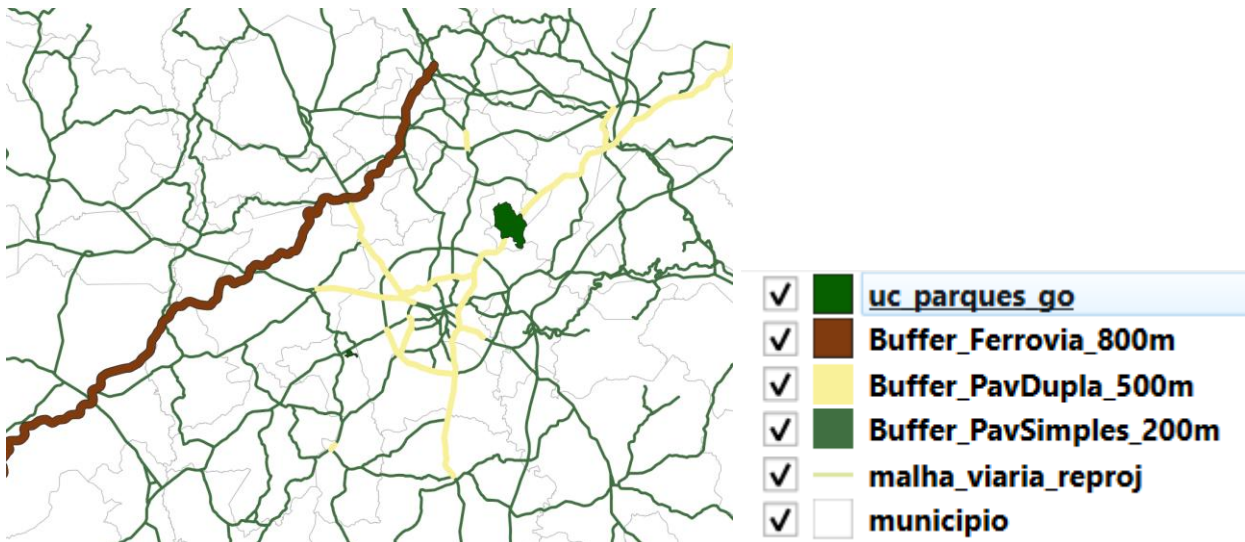 uc_parques_go
Buffer_Ferrovia_800m
Buffer_PavDupla_500m
Buffer_PavSimples_200m
malha_viaria_reproj
municipio